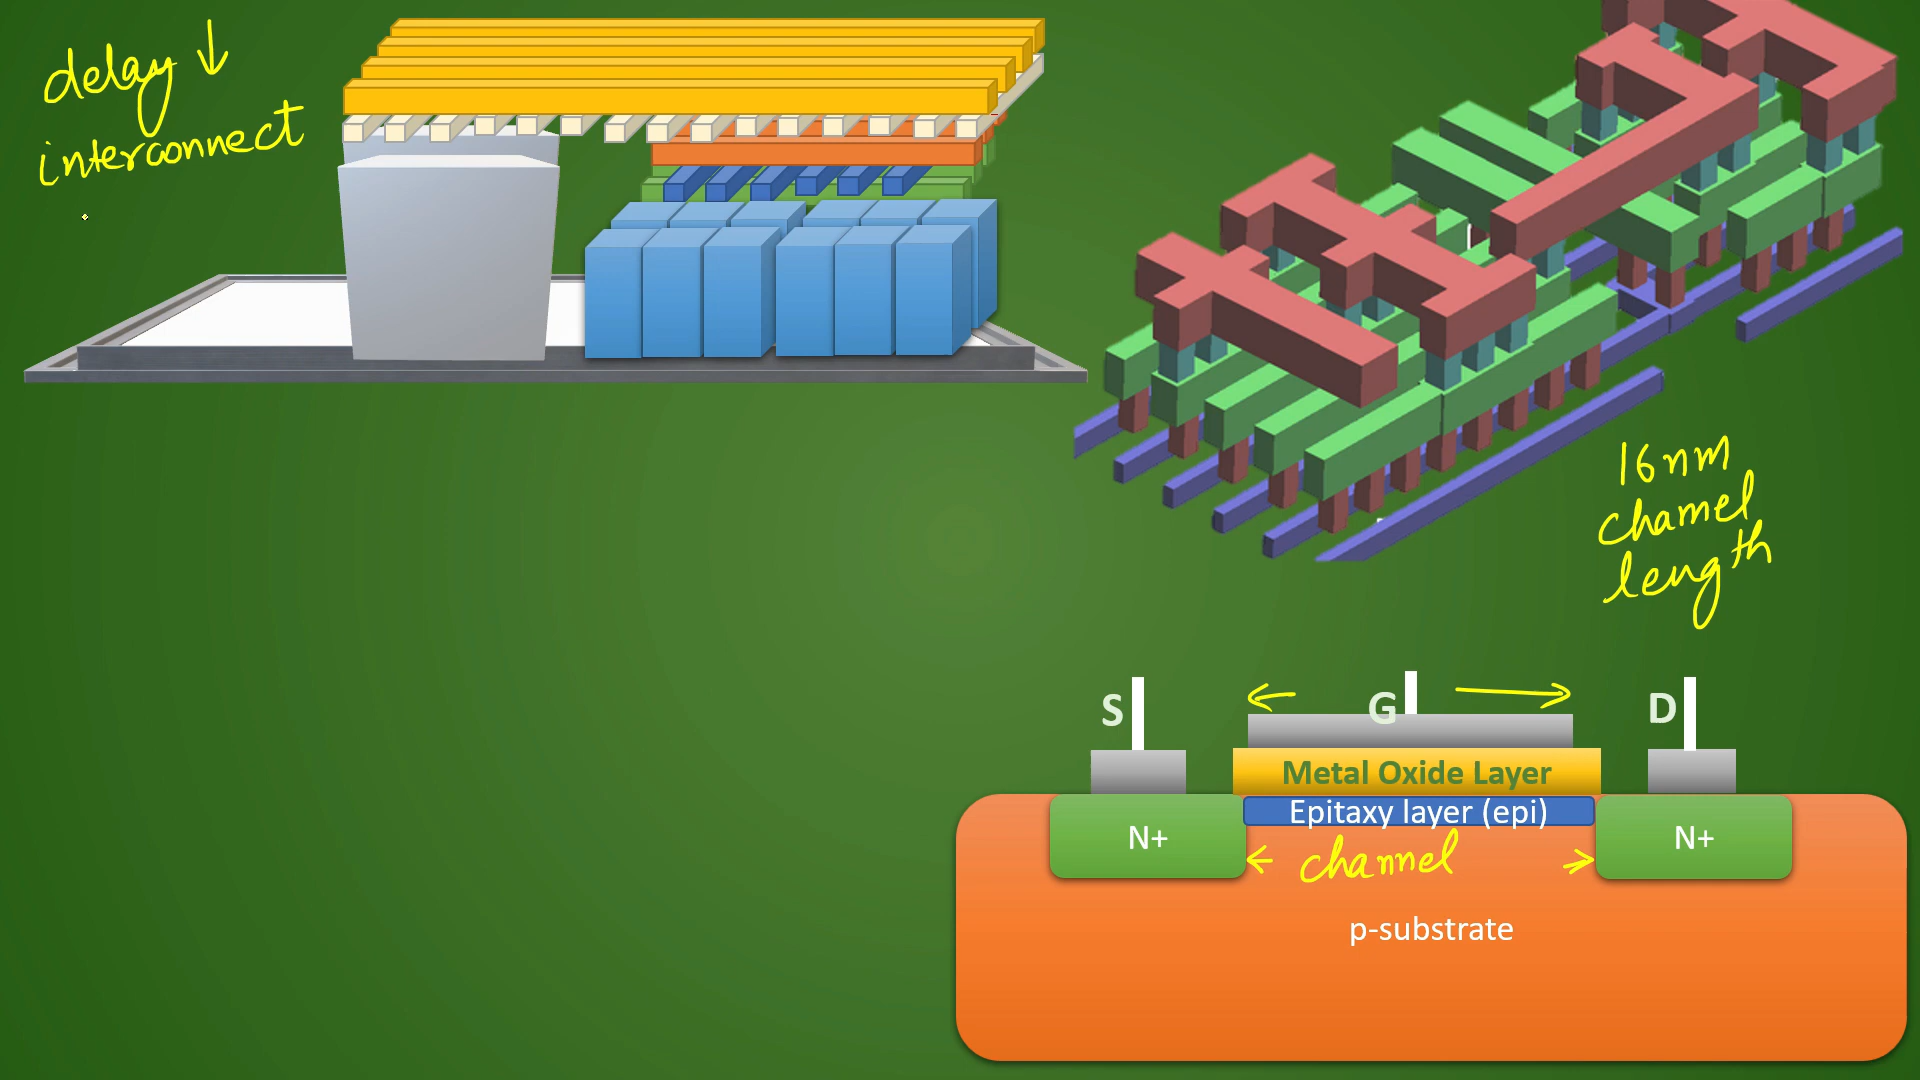 delay ↓
interconnect
16nm
channel
length
S
G
D
Metal Oxide Layer
Epitaxy layer (epi)
N+
N+
← channel →
p-substrate